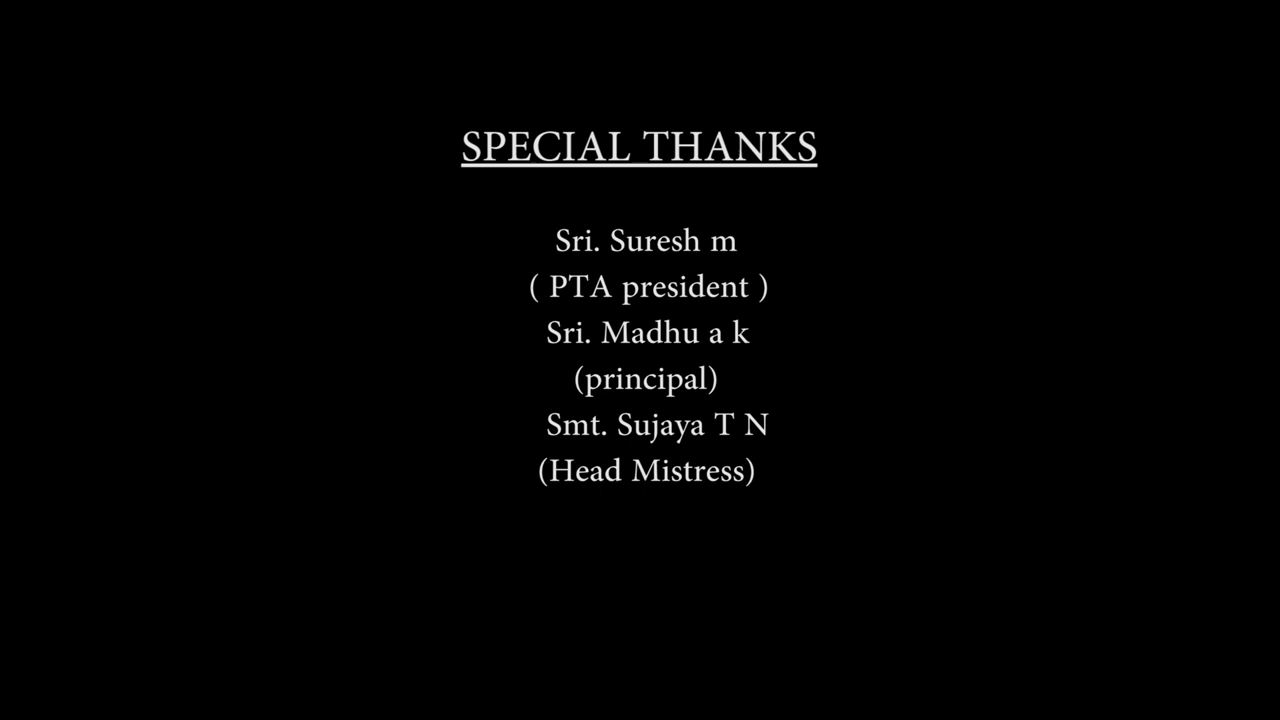 SPECIAL THANKS
Sri. Suresh m
( PTA president )
Sri. Madhu a k
(principal)
Smt. Sujaya T N
(Head Mistress)